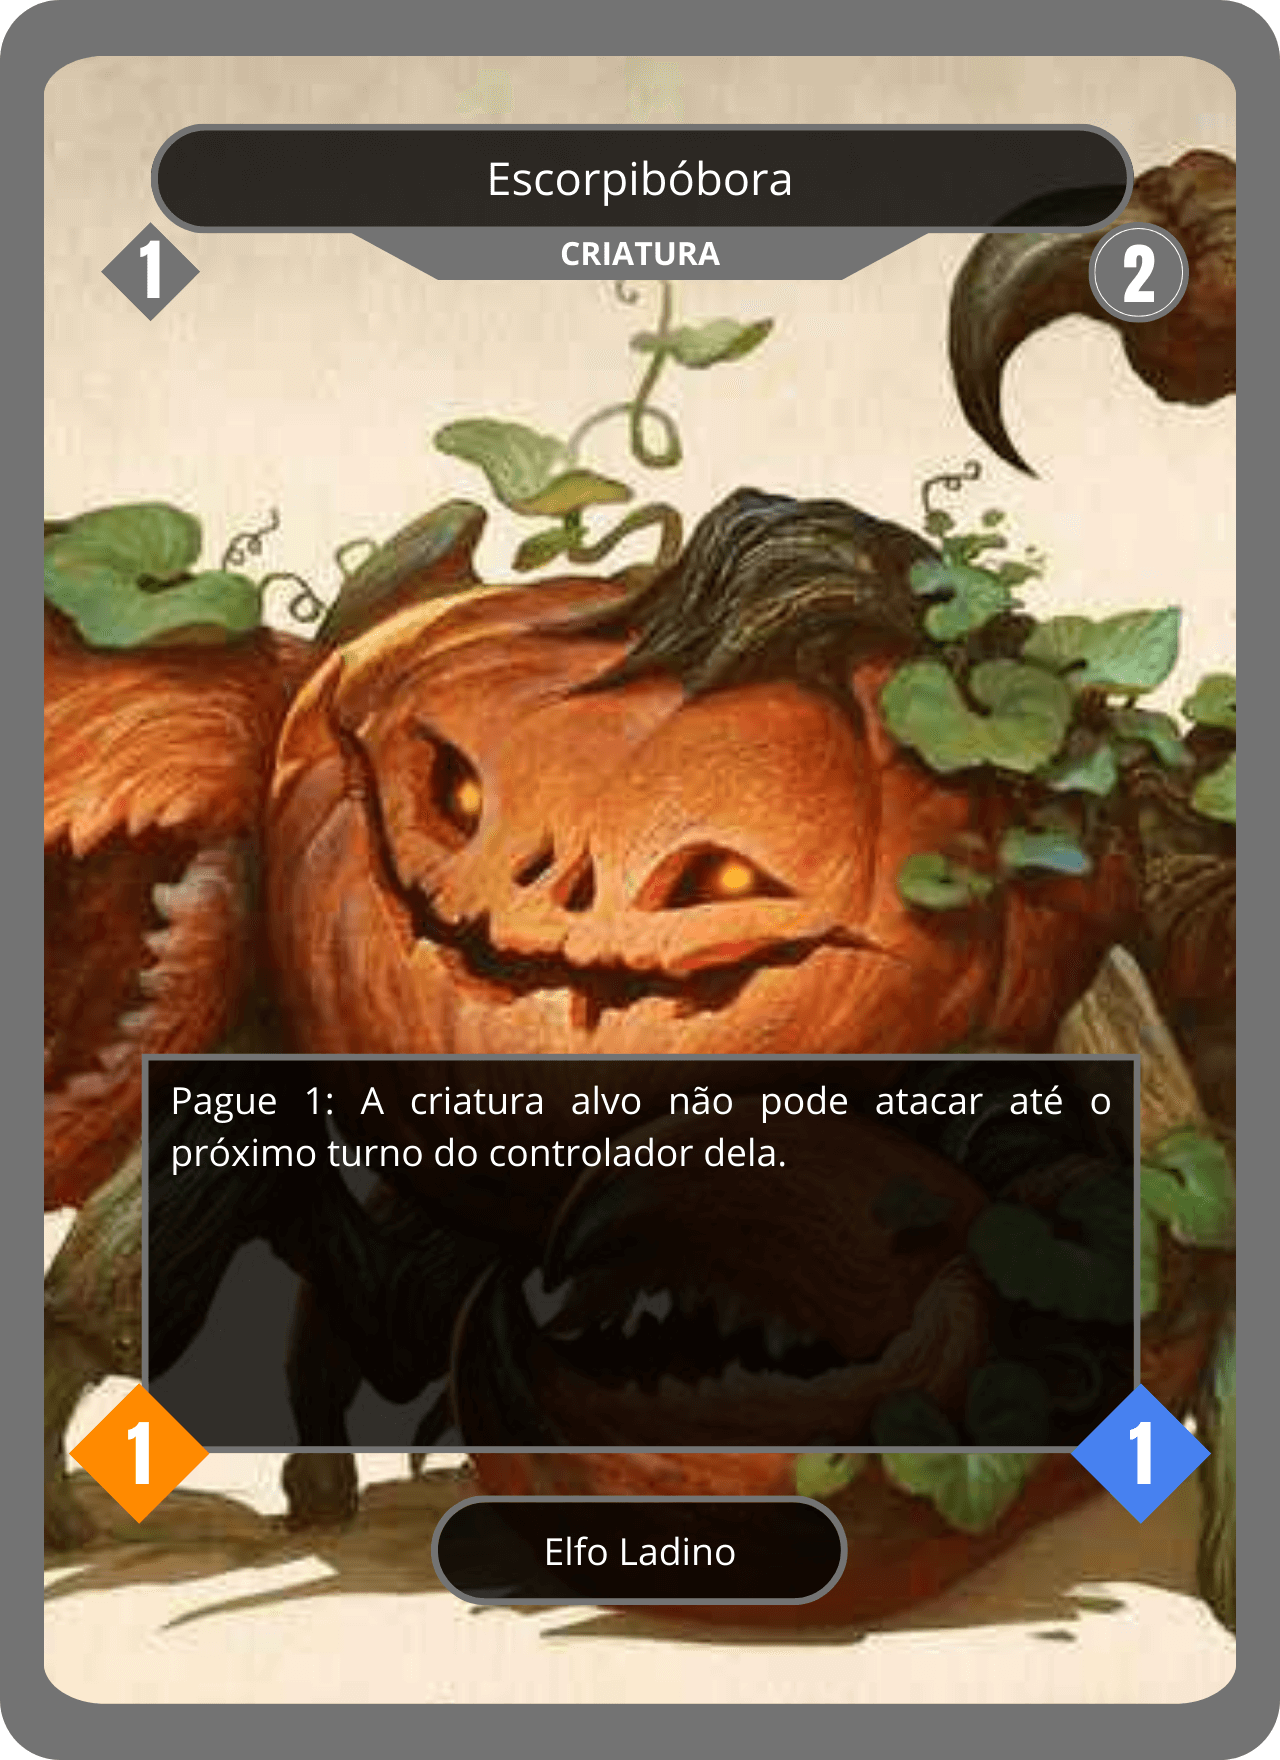 Escorpibóbora
CRIATURA
1
2
Pague 1: A criatura alvo não pode atacar até o
próximo turno do controlador dela.
1
1
Elfo Ladino